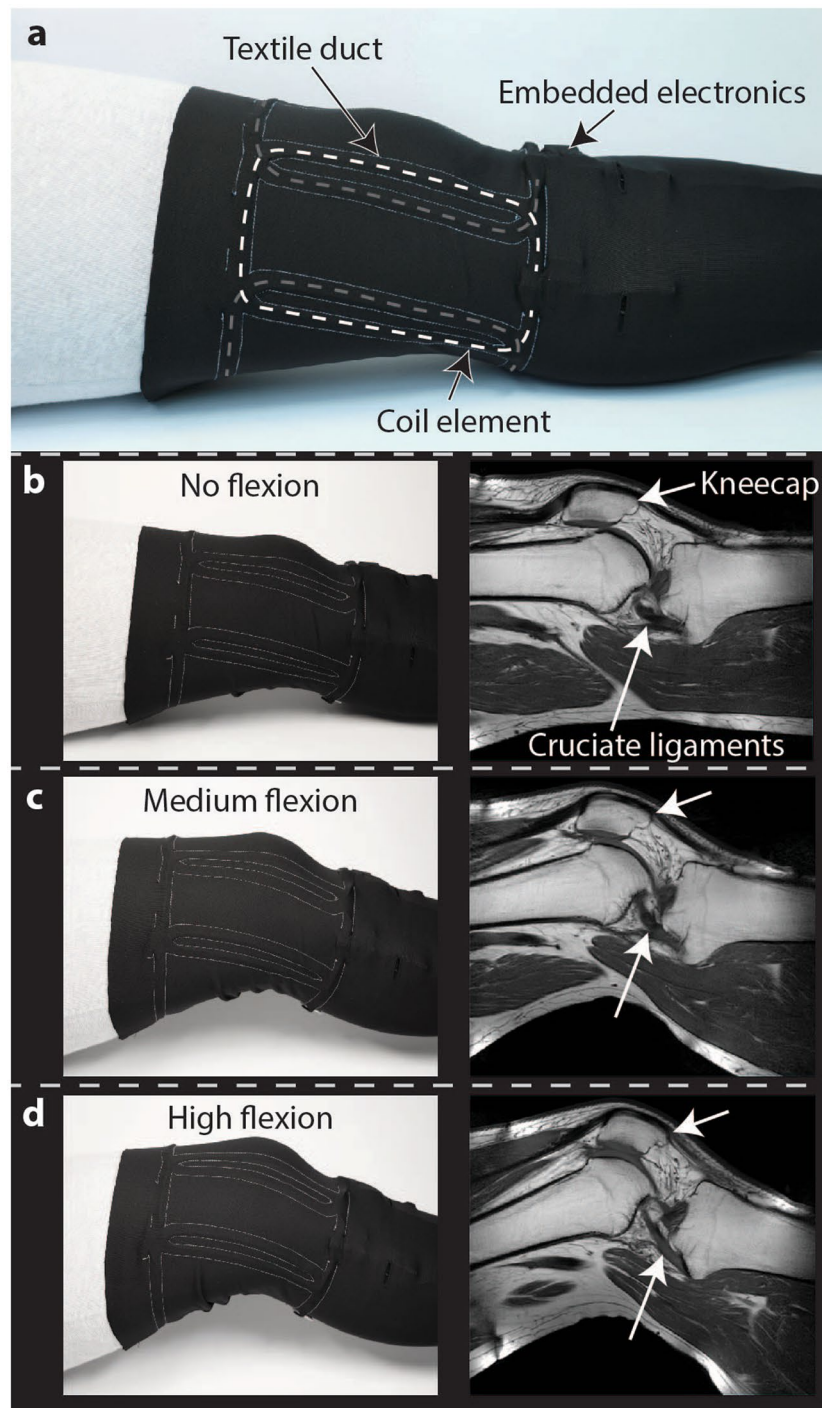 a
Textile duct
Embedded electronics
Coil element
b
No flexion
Kneecap
Cruciate ligaments
c
Medium flexion
d
High flexion